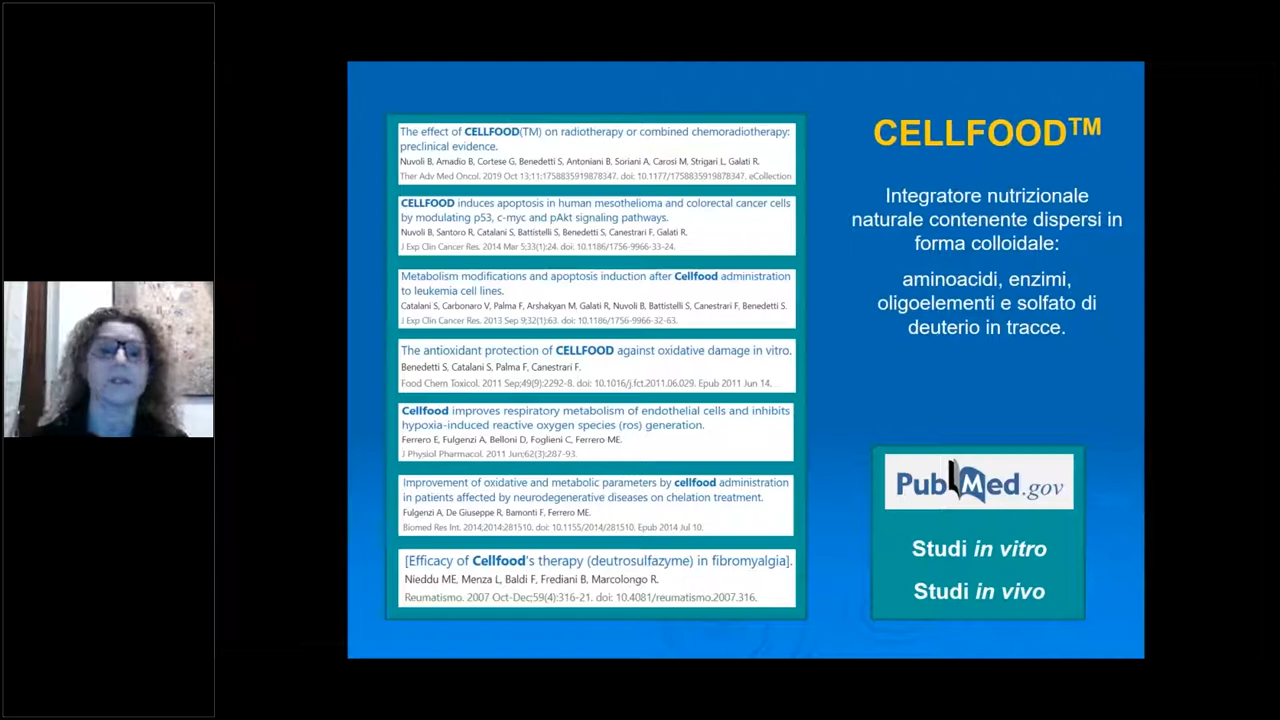 The effect of CELLFOOD(TM) on radiotherapy or combined chemoradiotherapy:
preclinical evidence.
Nuvoli B, Amadio B, Cortese G, Benedetti S, Antoniani B, Soriani A, Carosi M, Strigari L, Galati R.
Ther Adv Med Oncol. 2019 Oct 13;11:1758835919878347. doi: 10.1177/1758835919878347. eCollection
CELLFOOD induces apoptosis in human mesothelioma and colorectal cancer cells
by modulating p53, c-myc and pAkt signaling pathways.
Nuvoli B, Santoro R, Catalani S, Battistelli S, Benedetti S, Canestrari F, Galati R.
J Exp Clin Cancer Res. 2014 Mar 5;33(1):24. doi: 10.1186/1756-9966-33-24.
Metabolism modifications and apoptosis induction after Cellfood administration
to leukemia cell lines.
Catalani S, Carbonaro V, Palma F, Arshakyan M, Galati R, Nuvoli B, Battistelli S, Canestrari F, Benedetti S.
J Exp Clin Cancer Res. 2013 Sep 9;32(1):63. doi: 10.1186/1756-9966-32-63.
The antioxidant protection of CELLFOOD against oxidative damage in vitro.
Benedetti S, Catalani S, Palma F, Canestrari F.
Food Chem Toxicol. 2011 Sep;49(9):2292-8. doi: 10.1016/j.fct.2011.06.029. Epub 2011 Jun 14.
Cellfood improves respiratory metabolism of endothelial cells and inhibits
hypoxia-induced reactive oxygen species (ros) generation.
Ferrero E, Fulgenzi A, Belloni D, Foglieni C, Ferrero ME.
J Physiol Pharmacol. 2011 Jun;62(3):287-93.
Improvement of oxidative and metabolic parameters by cellfood administration
in patients affected by neurodegenerative diseases on chelation treatment.
Fulgenzi A, De Giuseppe R, Bamonti F, Ferrero ME.
Biomed Res Int. 2014;2014:281510. doi: 10.1155/2014/281510. Epub 2014 Jul 10.
[Efficacy of Cellfood's therapy (deutrosulfazyme) in fibromyalgia].
Nieddu ME, Menza L, Baldi F, Frediani B, Marcolongo R.
Reumatismo. 2007 Oct-Dec;59(4):316-21. doi: 10.4081/reumatismo.2007.316.
CELLFOOD™
Integratore nutrizionale
naturale contenente dispersi in
forma colloidale:
aminoacidi, enzimi,
oligoelementi e solfato di
deuterio in tracce.
PubMed.gov
Studi in vitro
Studi in vivo